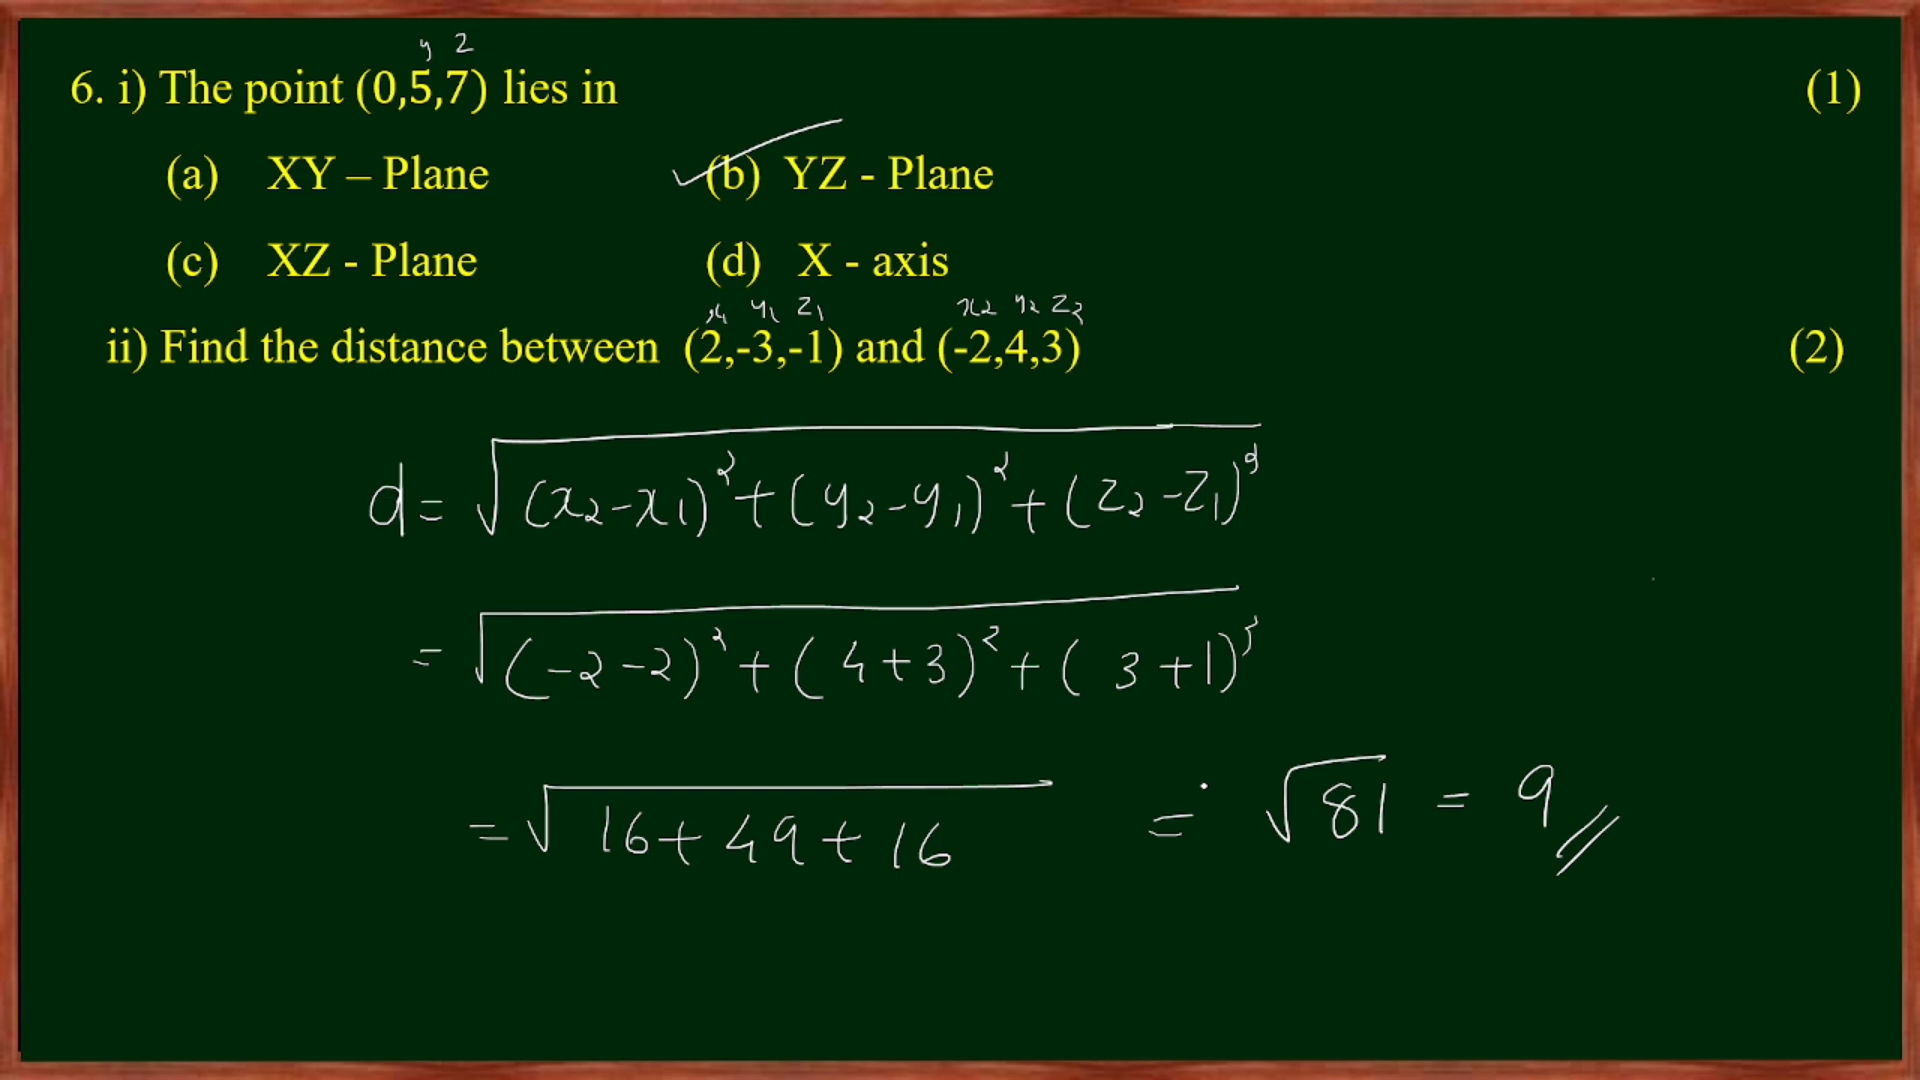 y z
6. i) The point (0,5,7) lies in (1)
(a) XY – Plane (b) YZ - Plane
(c) XZ - Plane (d) X - axis
x₁ y₁ z₁ x₂ y₂ z₂
ii) Find the distance between (2,-3,-1) and (-2,4,3) (2)
d = √(x₂-x₁)² + (y₂-y₁)² + (z₂-z₁)²
= √(-2-2)² + (4+3)² + (3+1)²
= √16+49+16 = √81 = 9